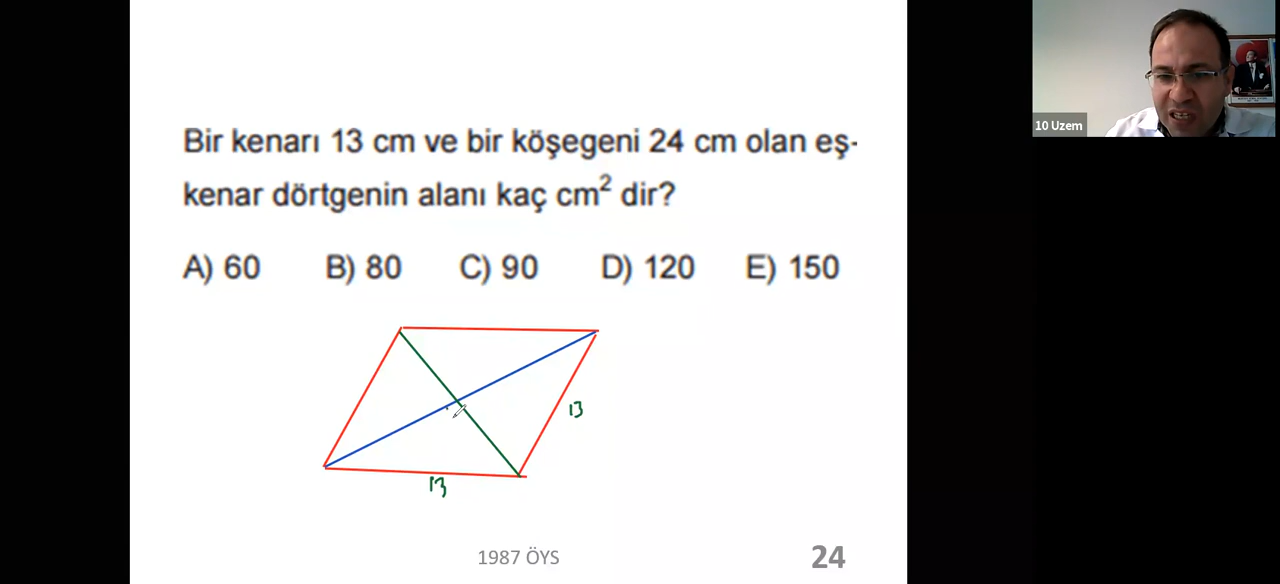 Bir kenarı 13 cm ve bir köşegeni 24 cm olan eş-
kenar dörtgenin alanı kaç cm² dir?
A) 60 B) 80 C) 90 D) 120 E) 150
13
13
1987 ÖYS
24
10 Uzem